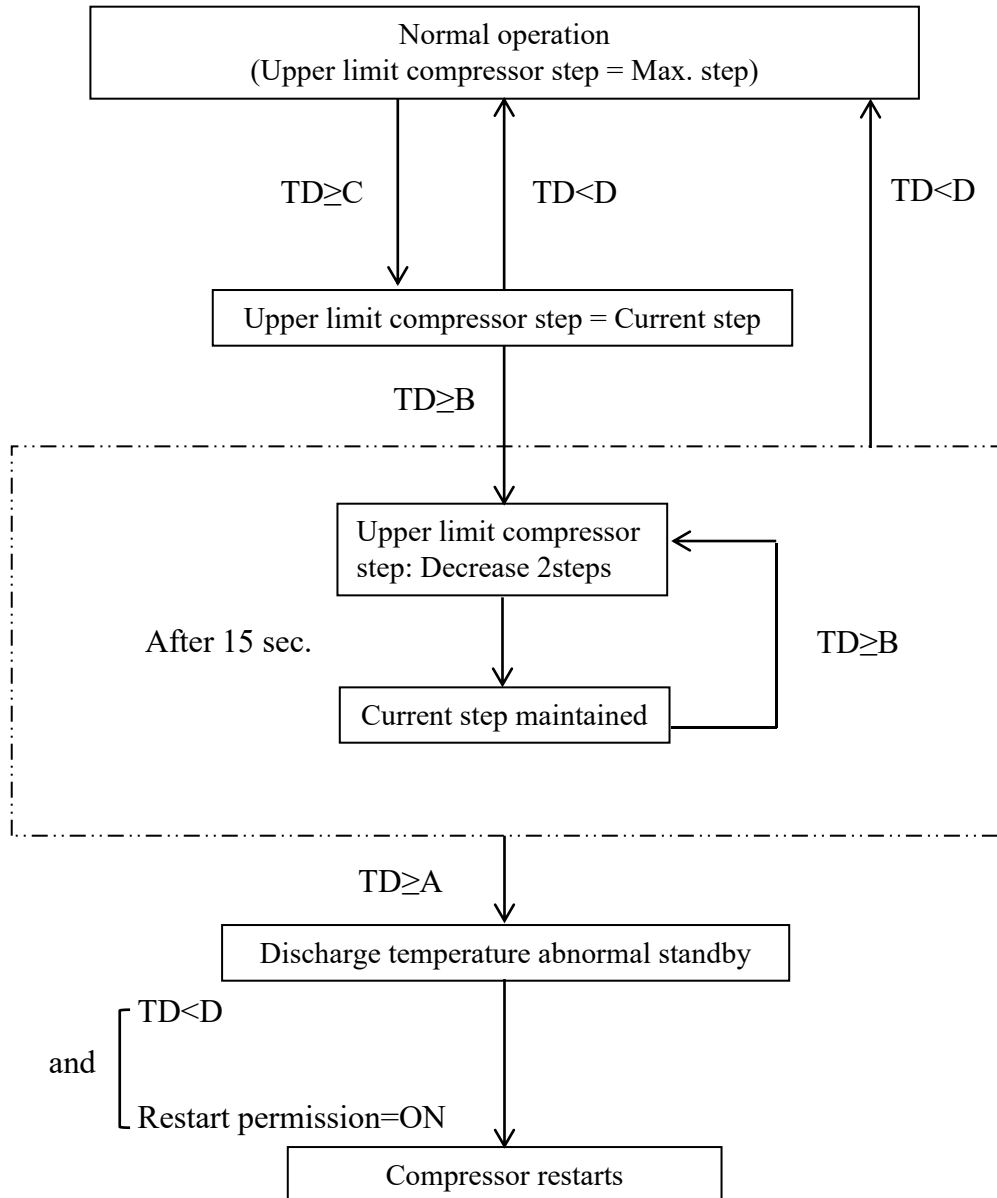 Normal operation
(Upper limit compressor step = Max. step)
TD≥C
TD<D
TD<D
Upper limit compressor step = Current step
TD≥B
Upper limit compressor
step: Decrease 2steps
After 15 sec.
TD≥B
Current step maintained
TD≥A
Discharge temperature abnormal standby
TD<D
and
Restart permission=ON
Compressor restarts